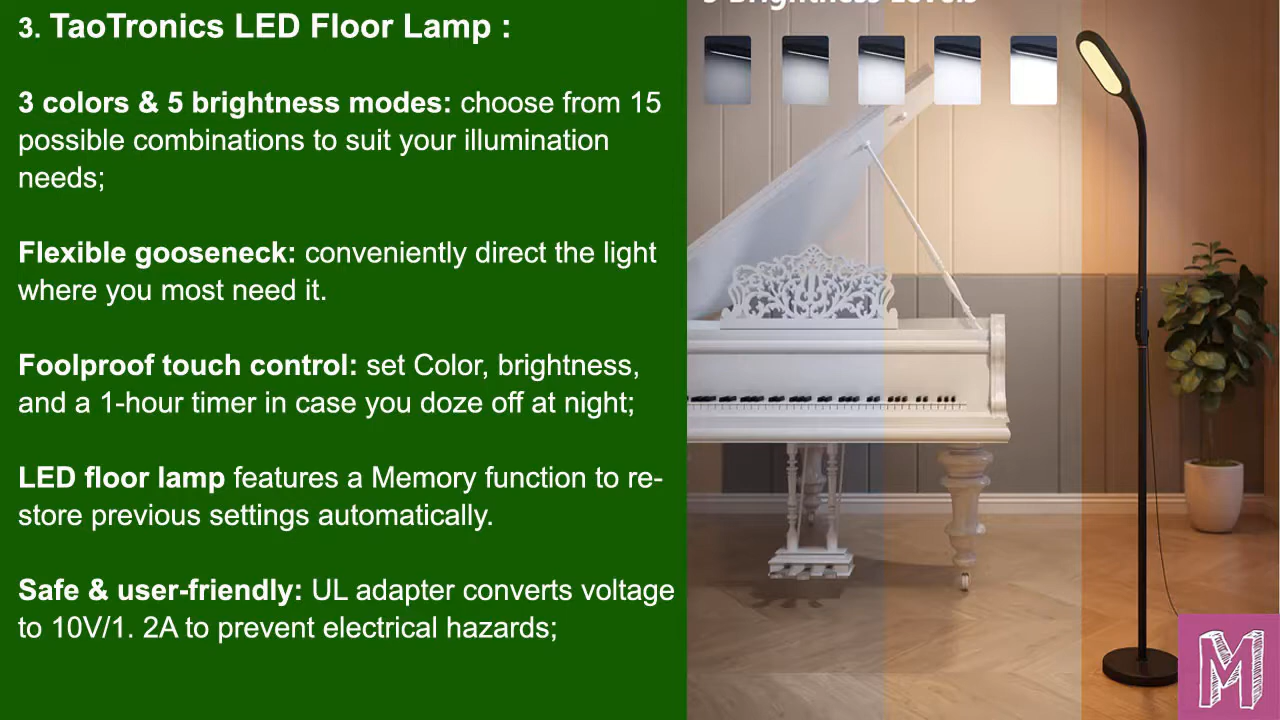 3. TaoTronics LED Floor Lamp :
3 colors & 5 brightness modes: choose from 15
possible combinations to suit your illumination
needs;
Flexible gooseneck: conveniently direct the light
where you most need it.
Foolproof touch control: set Color, brightness,
and a 1-hour timer in case you doze off at night;
LED floor lamp features a Memory function to re-
store previous settings automatically.
Safe & user-friendly: UL adapter converts voltage
to 10V/1. 2A to prevent electrical hazards;
5 Brightness Levels
M